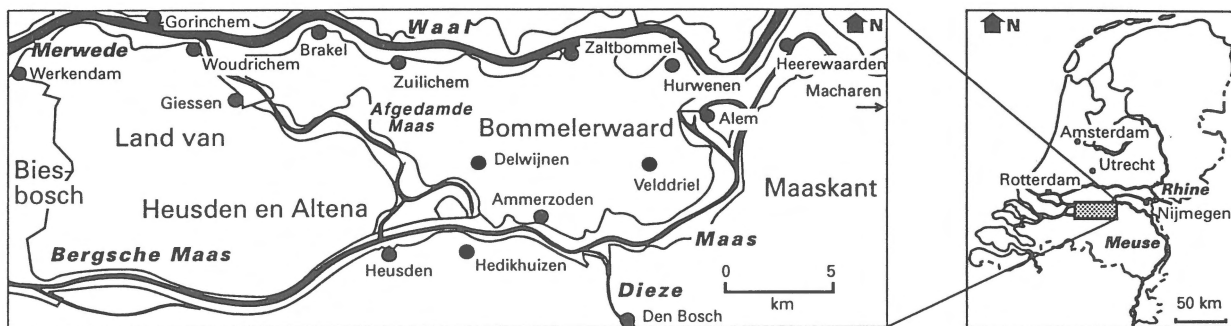 Gorinchem
Waal
N
Merwede
Brakel
Zaltbommel
Woudrichem
Heerewaarden
Werkendam
Zuilichem
Hurwenen
Macharen
Giessen
Afgedamde
Maas
Alem
Land van
Bommelerwaard
Bies-
bosch
Delwijnen
Velddriel
Maaskant
Heusden en Altena
Ammerzoden
Maas
Bergsche Maas
Heusden
Hedikhuizen
0 5
km
Dieze
Den Bosch
N
Amsterdam
Utrecht
Rotterdam
Rhine
Nijmegen
Meuse
50 km